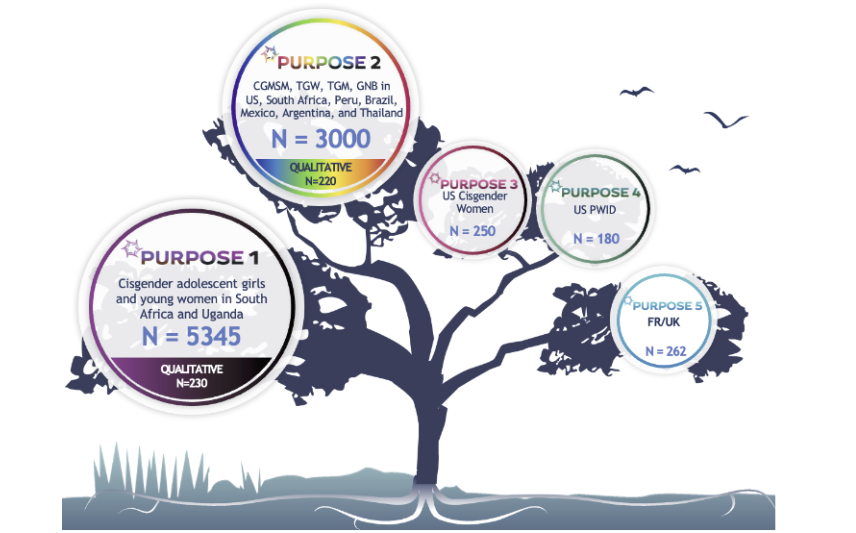 PURPOSE 2
CGMSM, TGW, TGM, GNB in
US, South Africa, Peru, Brazil,
Mexico, Argentina, and Thailand
N = 3000
QUALITATIVE
N=220
PURPOSE 3
US Cisgender
Women
N = 250
PURPOSE 4
US PWID
N = 180
PURPOSE 1
Cisgender adolescent girls
and young women in South
Africa and Uganda
N = 5345
QUALITATIVE
N=230
PURPOSE 5
FR/UK
N = 262